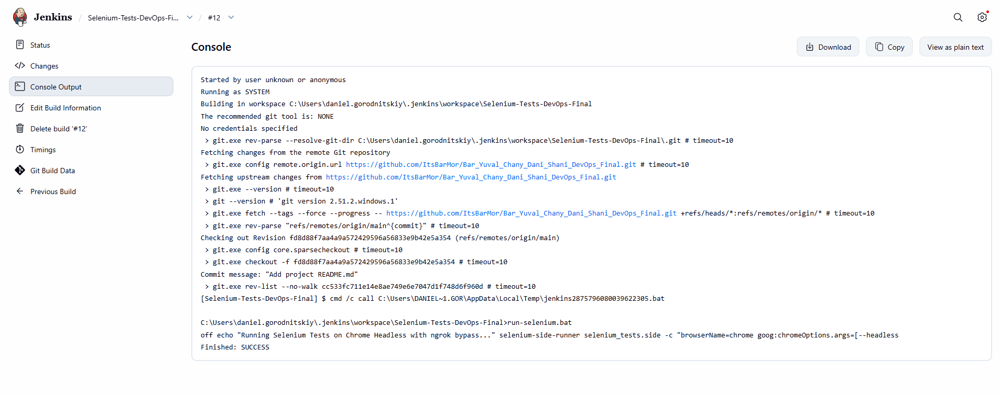 Jenkins / Selenium-Tests-DevOps-Fi... / #12
Status
Changes
Console Output
Edit Build Information
Delete build ‘#12’
Timings
Git Build Data
Previous Build
Console
Download
Copy
View as plain text
Started by user unknown or anonymous
Running as SYSTEM
Building in workspace C:\Users\daniel.gorodnitskiy\.jenkins\workspace\Selenium-Tests-DevOps-Final
The recommended git tool is: NONE
No credentials specified
> git.exe rev-parse --resolve-git-dir C:\Users\daniel.gorodnitskiy\.jenkins\workspace\Selenium-Tests-DevOps-Final\.git # timeout=10
Fetching changes from the remote Git repository
> git.exe config remote.origin.url https://github.com/ItsBarMor/Bar_Yuval_Chany_Dani_Shani_DevOps_Final.git # timeout=10
Fetching upstream changes from https://github.com/ItsBarMor/Bar_Yuval_Chany_Dani_Shani_DevOps_Final.git
> git.exe --version # timeout=10
> git --version # 'git version 2.51.2.windows.1'
> git.exe fetch --tags --force --progress -- https://github.com/ItsBarMor/Bar_Yuval_Chany_Dani_Shani_DevOps_Final.git +refs/heads/*:refs/remotes/origin/* # timeout=10
> git.exe rev-parse "refs/remotes/origin/main^{commit}" # timeout=10
Checking out Revision fd8d88f7aa4a9a572429596a56833e9b42e5a354 (refs/remotes/origin/main)
> git.exe config core.sparsecheckout # timeout=10
> git.exe checkout -f fd8d88f7aa4a9a572429596a56833e9b42e5a354 # timeout=10
Commit message: "Add project README.md"
> git.exe rev-list --no-walk cc533fc711e14e8ae749e6e7047d1f748d6f960d # timeout=10
[Selenium-Tests-DevOps-Final] $ cmd /c call C:\Users\DANIEL~1.GOR\AppData\Local\Temp\jenkins2875796080039622305.bat
C:\Users\daniel.gorodnitskiy\.jenkins\workspace\Selenium-Tests-DevOps-Final>run-selenium.bat
off echo "Running Selenium Tests on Chrome Headless with ngrok bypass..." selenium-side-runner selenium_tests.side -c "browserName=chrome goog:chromeOptions.args=[--headless
Finished: SUCCESS